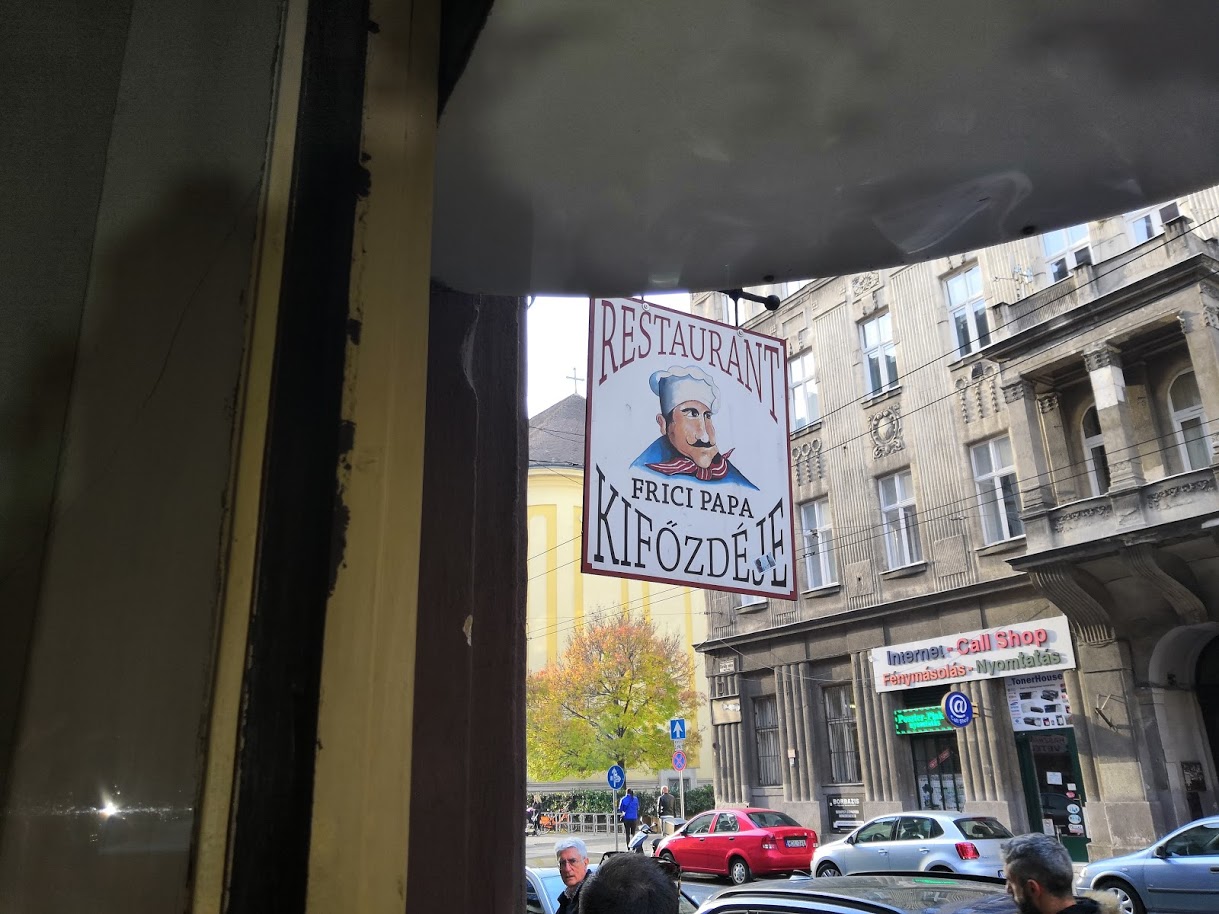 RESTAURANT
FRICI PAPA
KIFŐZDÉJE
Internet - Call Shop
Fénymásolás - Nyomtatás
TonerHouse
@